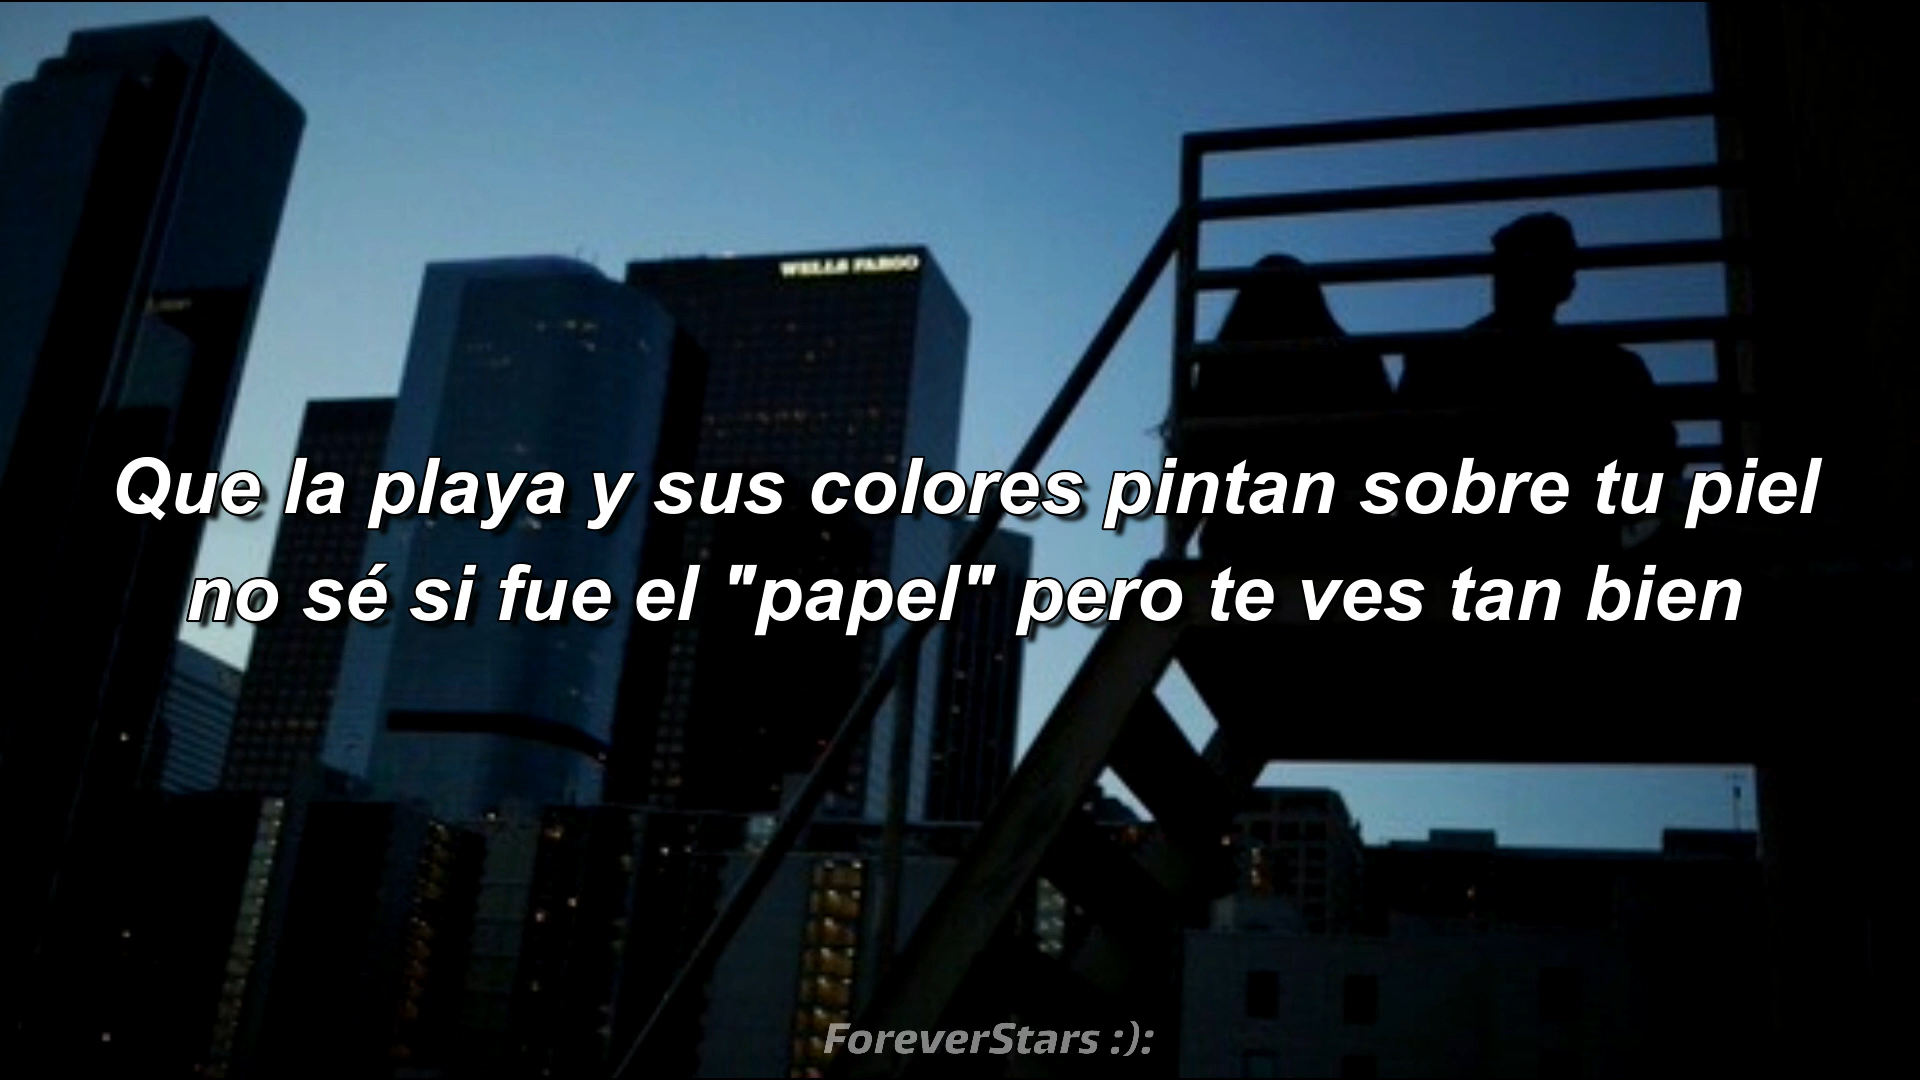 WELLS FARGO
Que la playa y sus colores pintan sobre tu piel
no sé si fue el "papel" pero te ves tan bien
ForeverStars :):